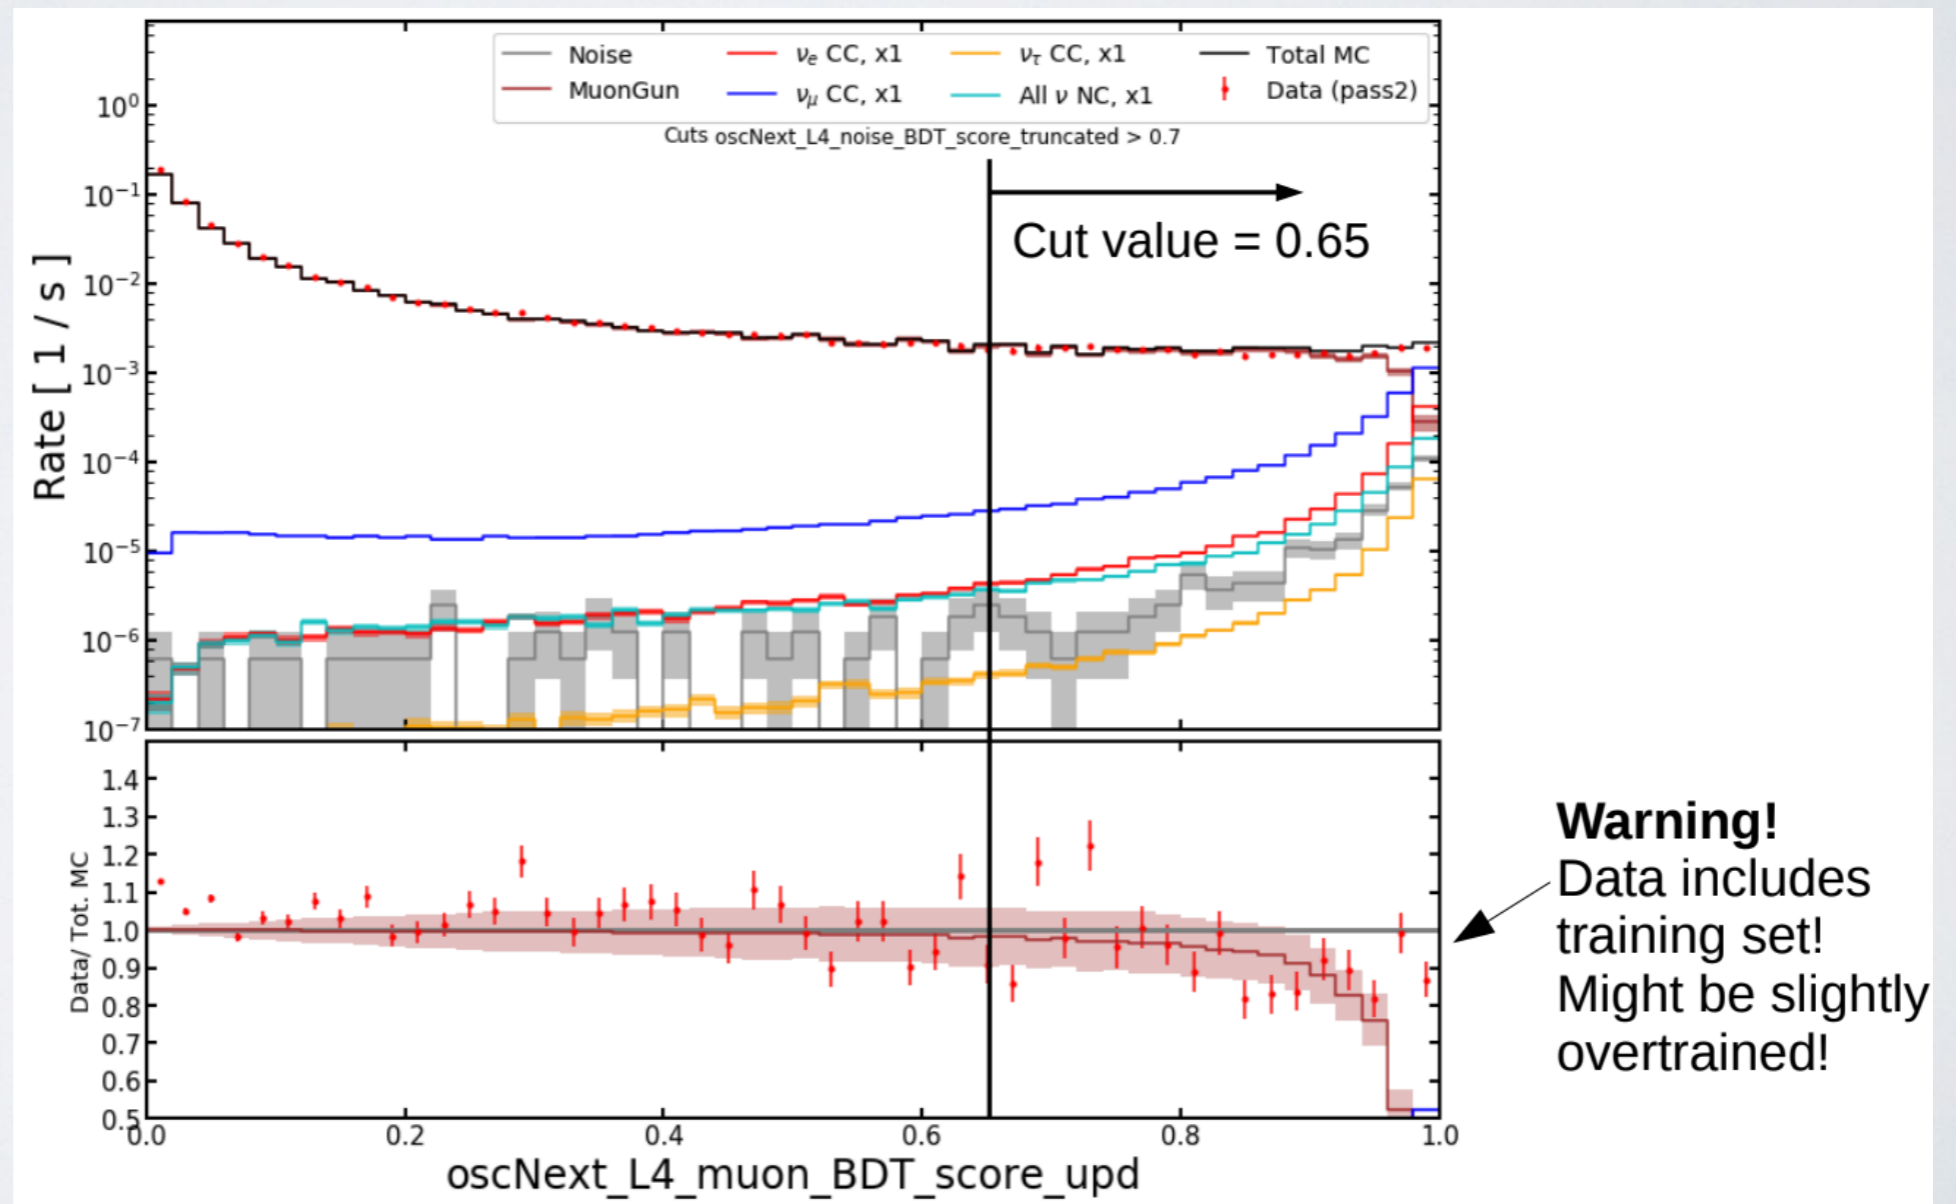 Noise
MuonGun
νe CC, x1
νμ CC, x1
ντ CC, x1
All ν NC, x1
Total MC
Data (pass2)
Cuts oscNext_L4_noise_BDT_score_truncated > 0.7
Cut value = 0.65
Rate [ 1 / s ]
10⁰
10⁻¹
10⁻²
10⁻³
10⁻⁴
10⁻⁵
10⁻⁶
10⁻⁷
Data/ Tot. MC
1.4
1.3
1.2
1.1
1.0
0.9
0.8
0.7
0.6
0.5
0.0 0.2 0.4 0.6 0.8 1.0
oscNext_L4_muon_BDT_score_upd
Warning!
Data includes
training set!
Might be slightly
overtrained!